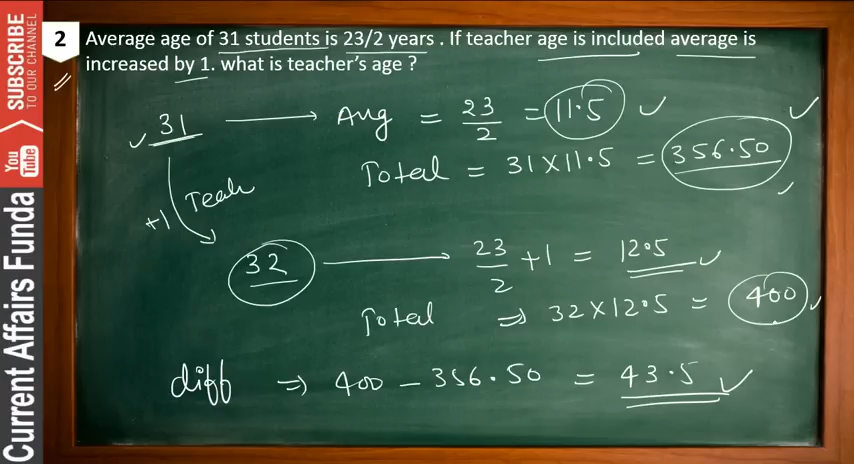 SUBSCRIBE
TO OUR CHANNEL
You Tube
Current Affairs Funda
2 Average age of 31 students is 23/2 years . If teacher age is included average is
increased by 1. what is teacher's age ?
31 → Avg = 23/2 = 11.5
Total = 31 × 11.5 = 356.50
+1 Teach
32 → 23/2 + 1 = 12.5
Total ⇒ 32 × 12.5 = 400
diff ⇒ 400 - 356.50 = 43.5